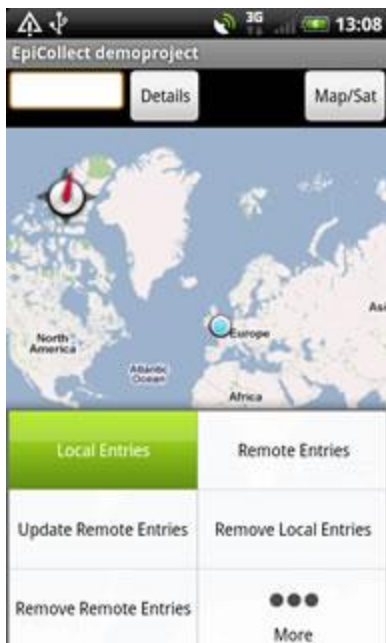 3G 13:08
EpiCollect demoproject
Details Map/Sat
North
America
Atlantic
Ocean
Europe
Asi
Africa
Local Entries Remote Entries
Update Remote Entries Remove Local Entries
Remove Remote Entries
More